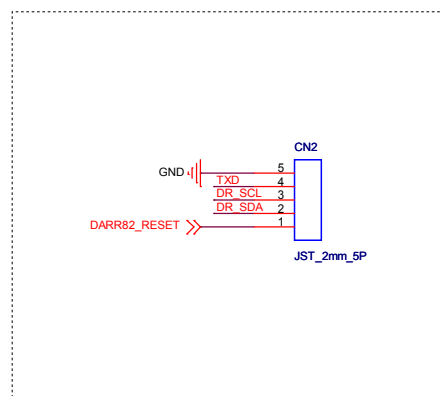 CN2
GND 5
TXD 4
DR_SCL 3
DR_SDA 2
DARR82_RESET 1
JST_2mm_5P